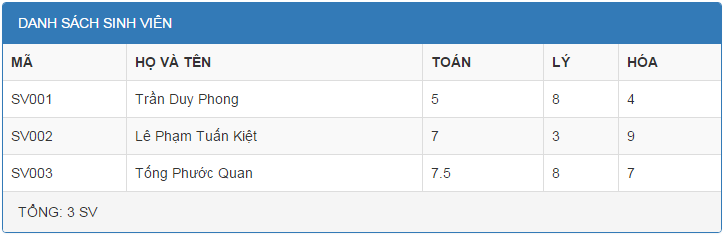 DANH SÁCH SINH VIÊN
MÃ HỌ VÀ TÊN TOÁN LÝ HÓA
SV001 Trần Duy Phong 5 8 4
SV002 Lê Phạm Tuấn Kiệt 7 3 9
SV003 Tống Phước Quan 7.5 8 7
TỔNG: 3 SV